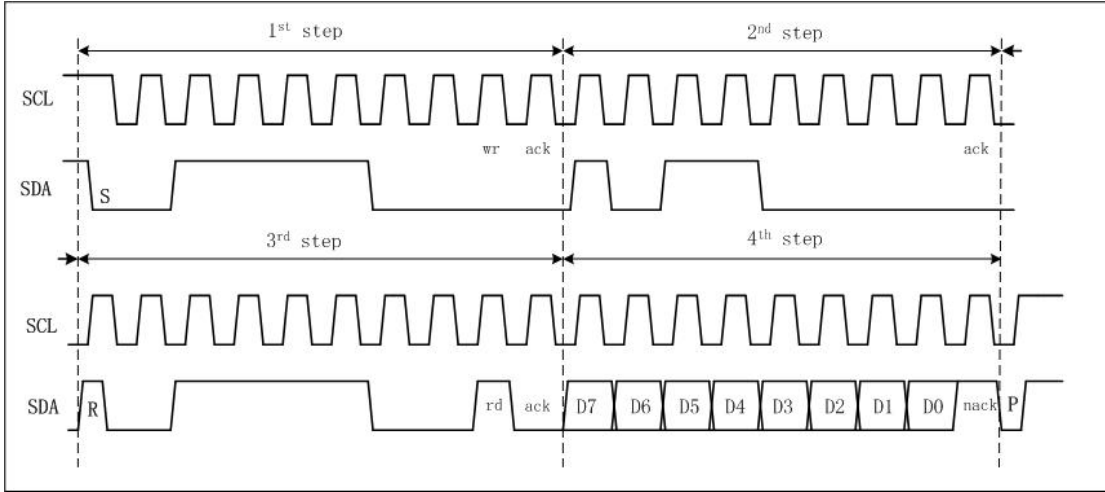 1st step 2nd step
SCL
wr ack ack
SDA S
3rd step 4th step
SCL
SDA R rd ack D7 D6 D5 D4 D3 D2 D1 D0 nack P